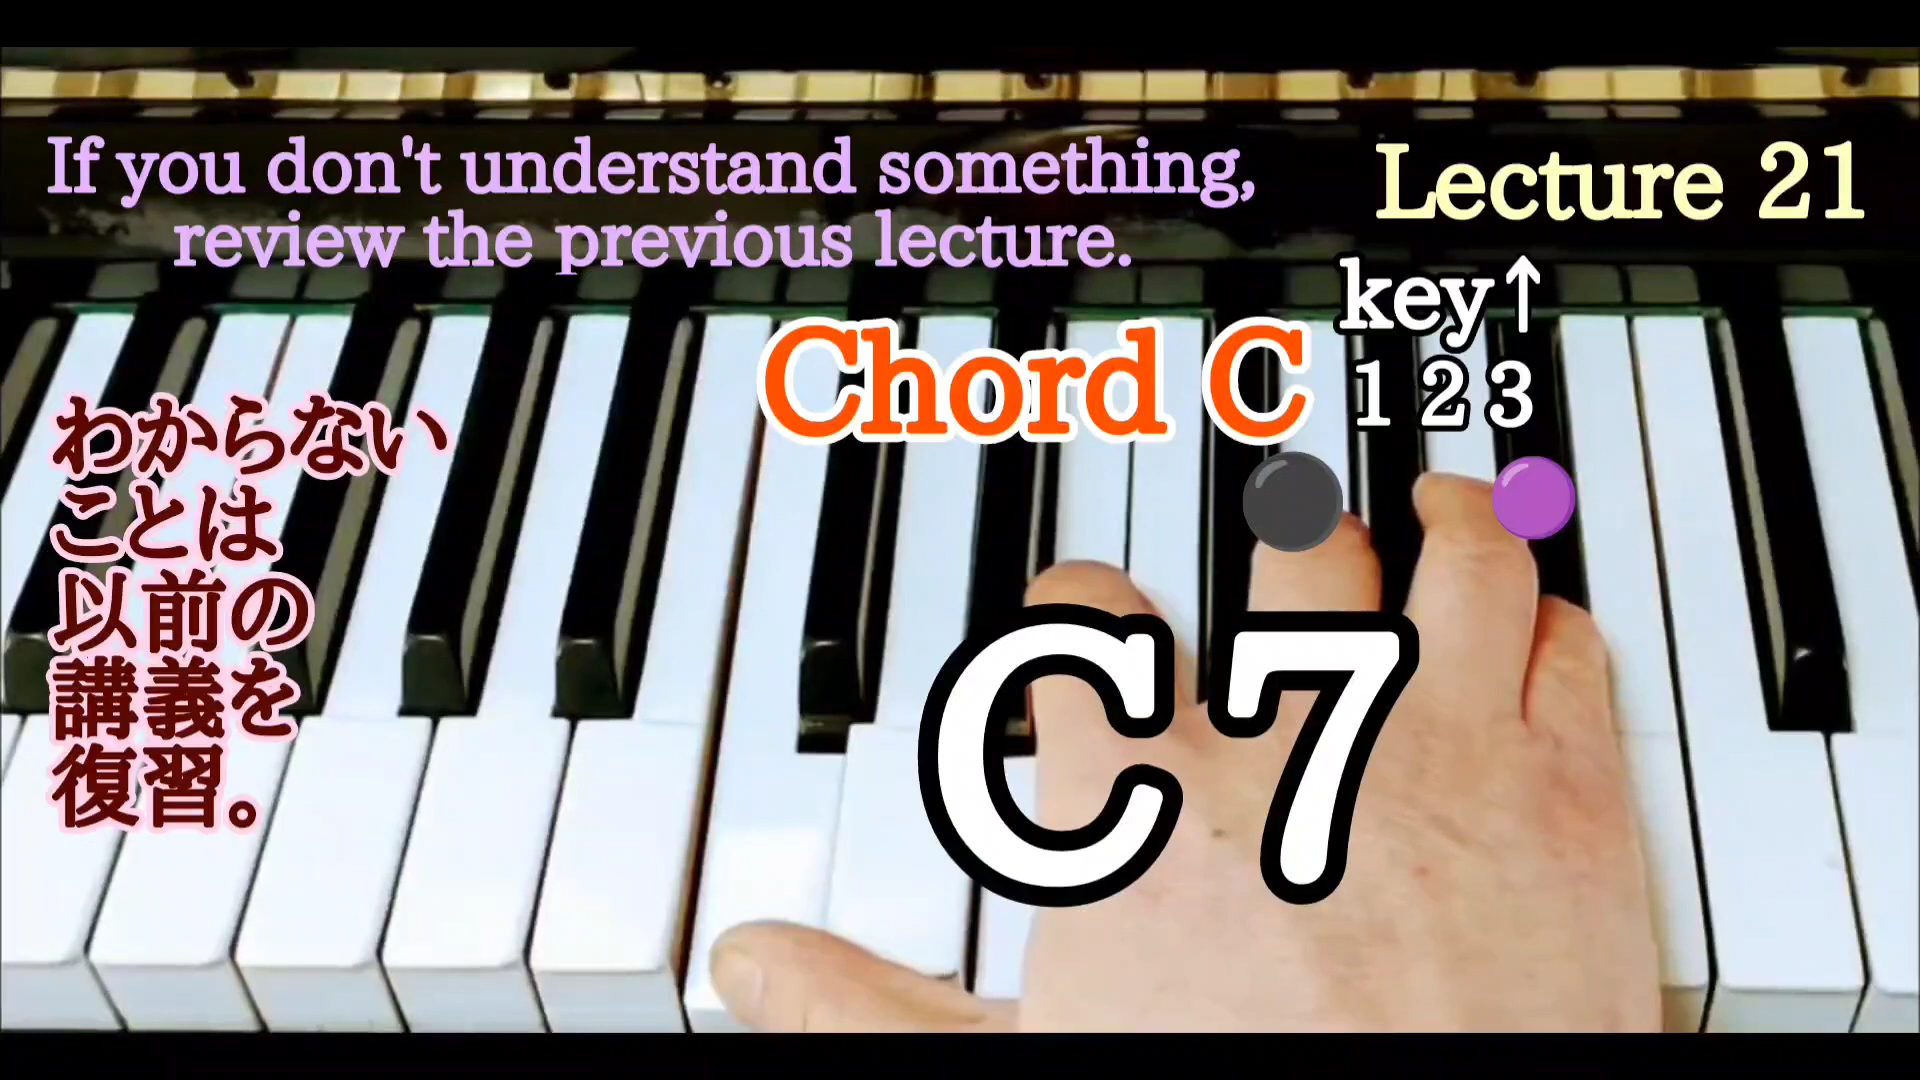 If you don't understand something,
review the previous lecture.
Lecture 21
key↑
1 2 3
Chord C
わからない
ことは
以前の
講義を
復習。
C7